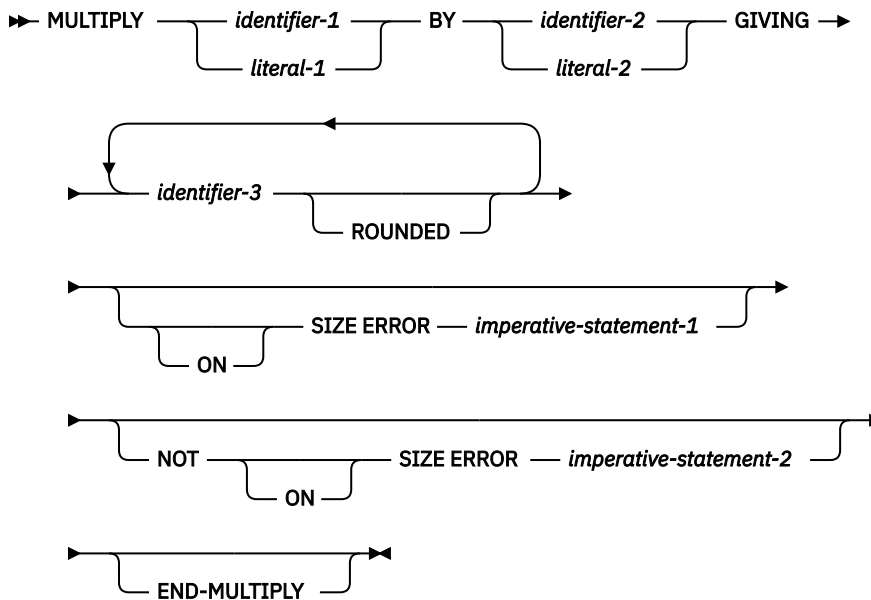 MULTIPLY identifier-1 BY identifier-2 GIVING
literal-1 literal-2
identifier-3
ROUNDED
SIZE ERROR imperative-statement-1
ON
NOT SIZE ERROR imperative-statement-2
ON
END-MULTIPLY